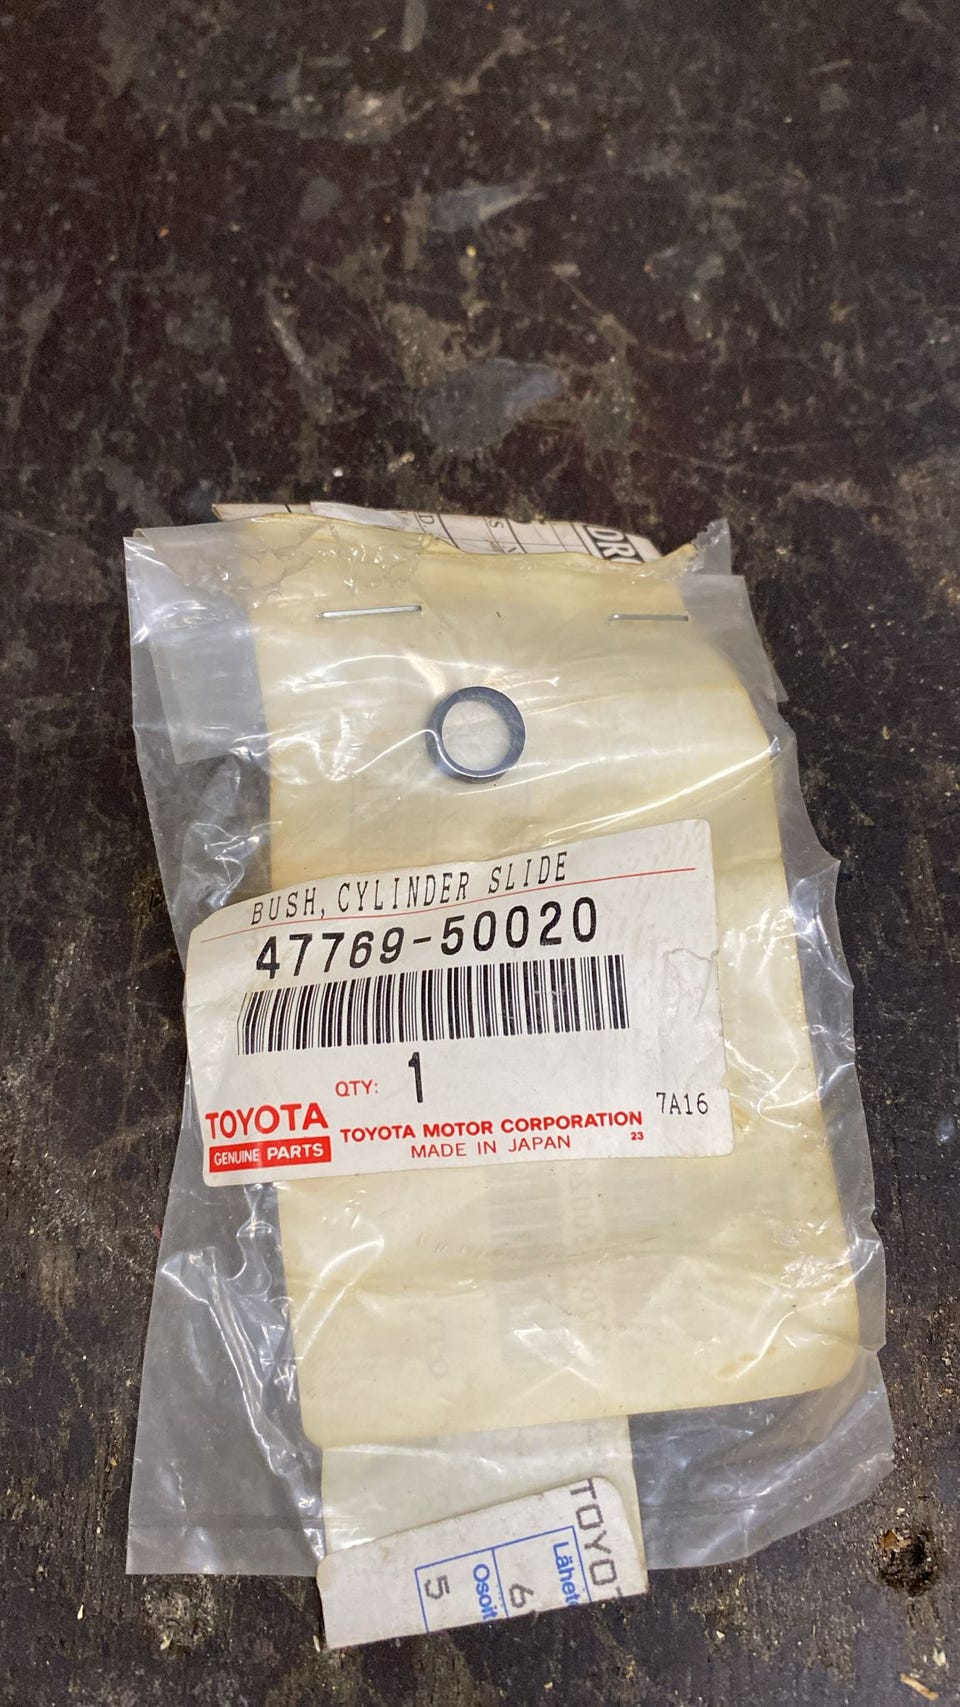 BUSH, CYLINDER SLIDE
47769-50020
QTY: 1
7A16
TOYOTA
GENUINE PARTS
TOYOTA MOTOR CORPORATION
MADE IN JAPAN
23
TOYO
Lähet
6
Osoit
5